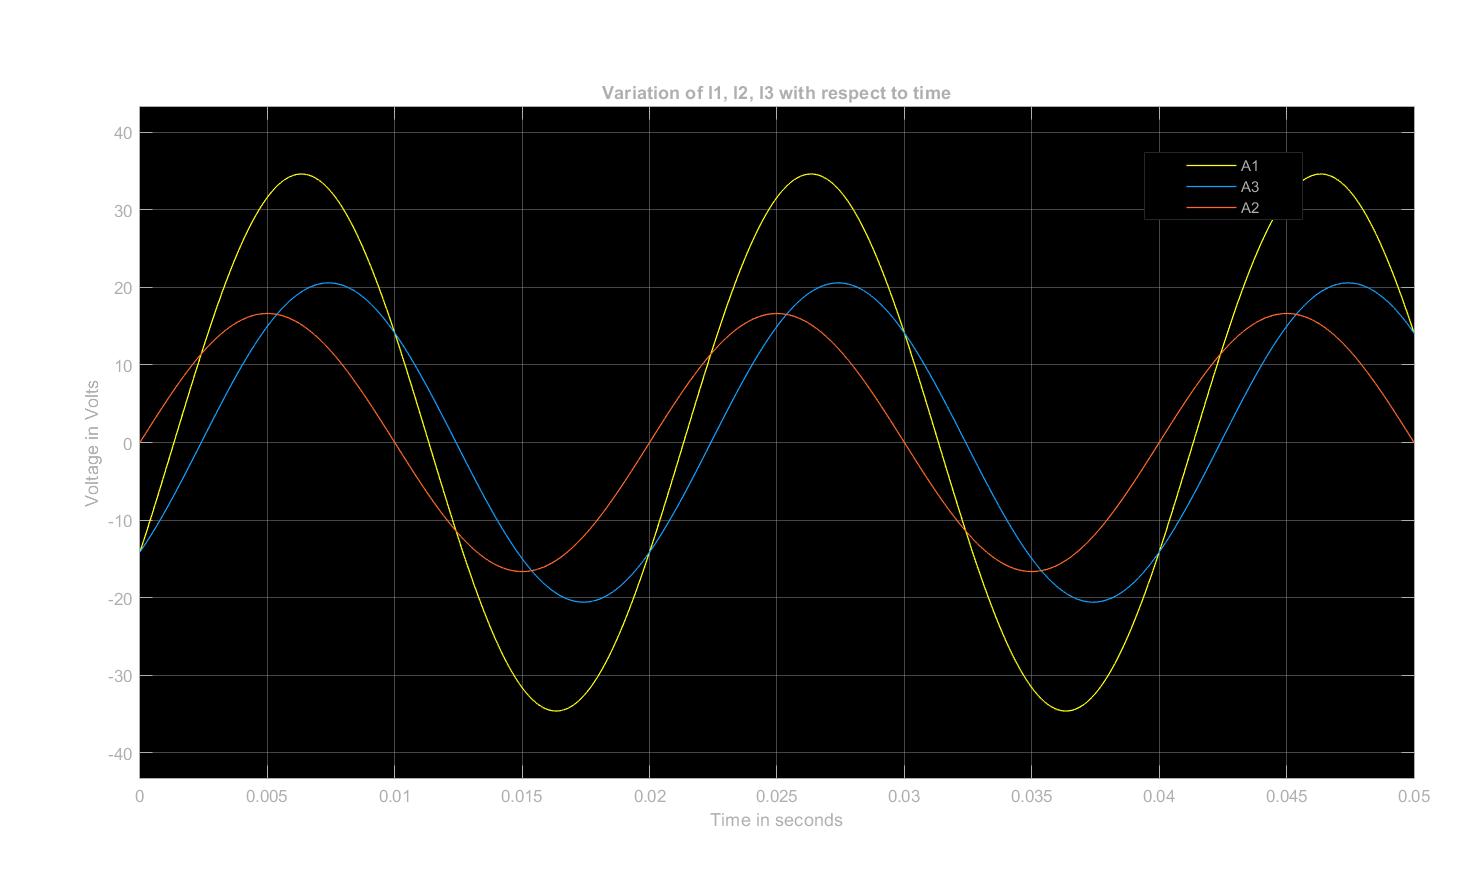 Variation of I1, I2, I3 with respect to time
40
30
20
10
0
-10
-20
-30
-40
Voltage in Volts
A1
A3
A2
0 0.005 0.01 0.015 0.02 0.025 0.03 0.035 0.04 0.045 0.05
Time in seconds